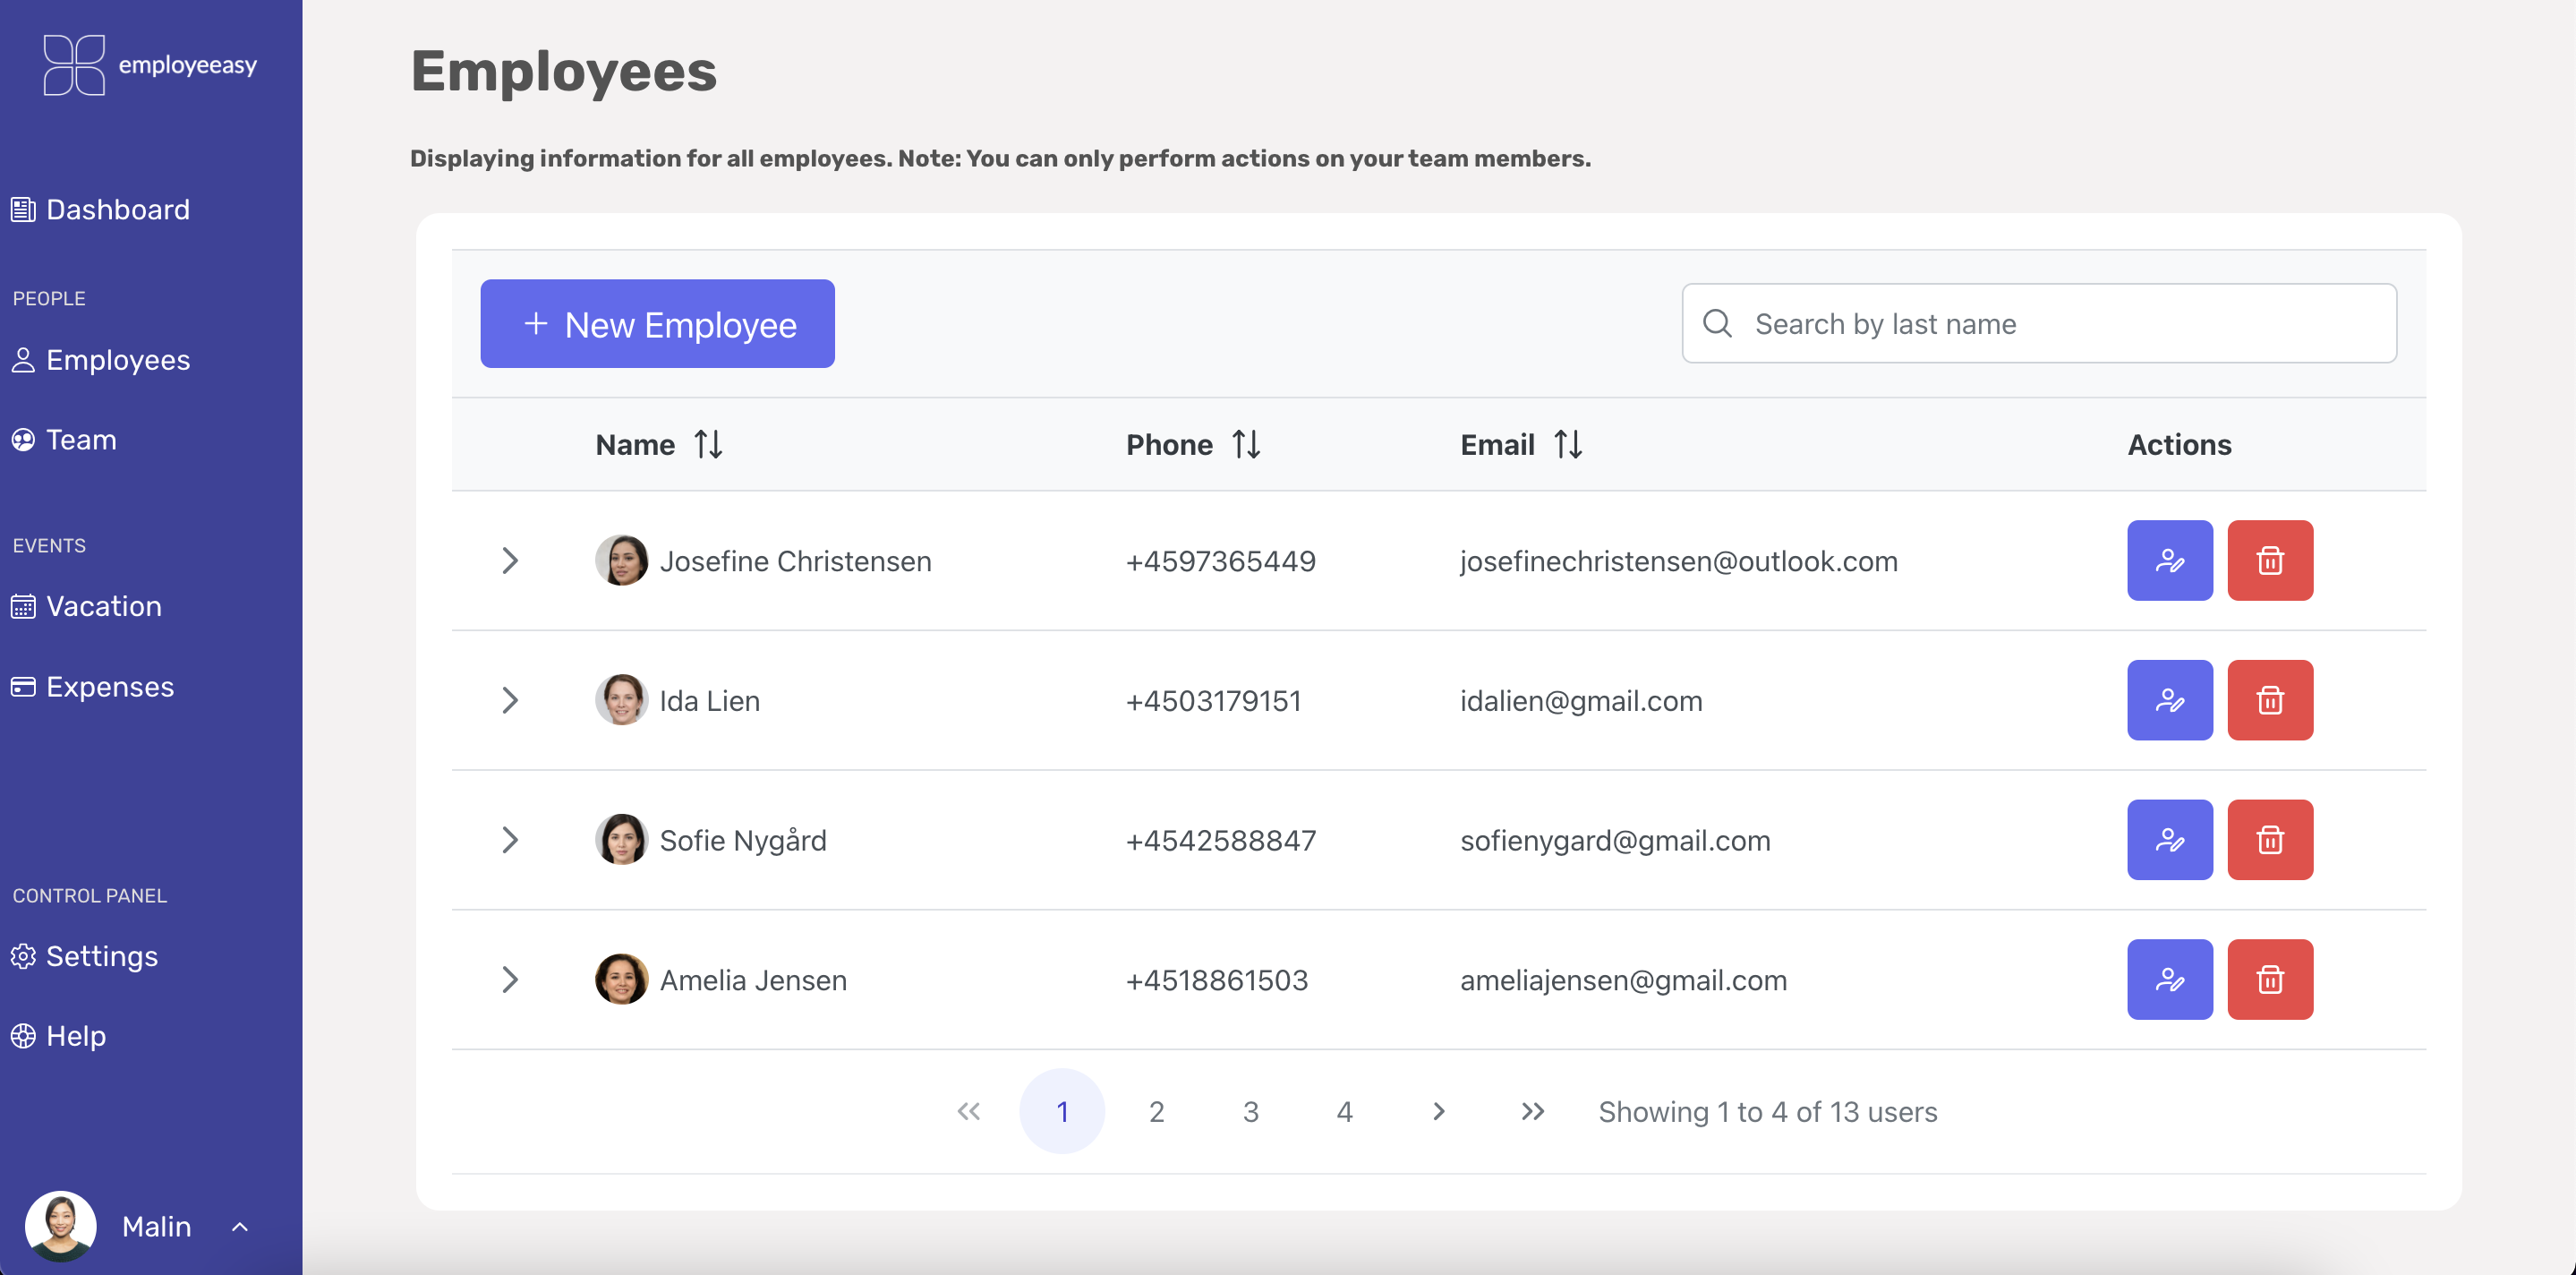 employeeasy
Dashboard
PEOPLE
Employees
Team
EVENTS
Vacation
Expenses
CONTROL PANEL
Settings
Help
Malin
Employees
Displaying information for all employees. Note: You can only perform actions on your team members.
+ New Employee
Search by last name
Name Phone Email Actions
Josefine Christensen +4597365449 josefinechristensen@outlook.com
Ida Lien +4503179151 idalien@gmail.com
Sofie Nygård +4542588847 sofienygard@gmail.com
Amelia Jensen +4518861503 ameliajensen@gmail.com
« 1 2 3 4 › » Showing 1 to 4 of 13 users